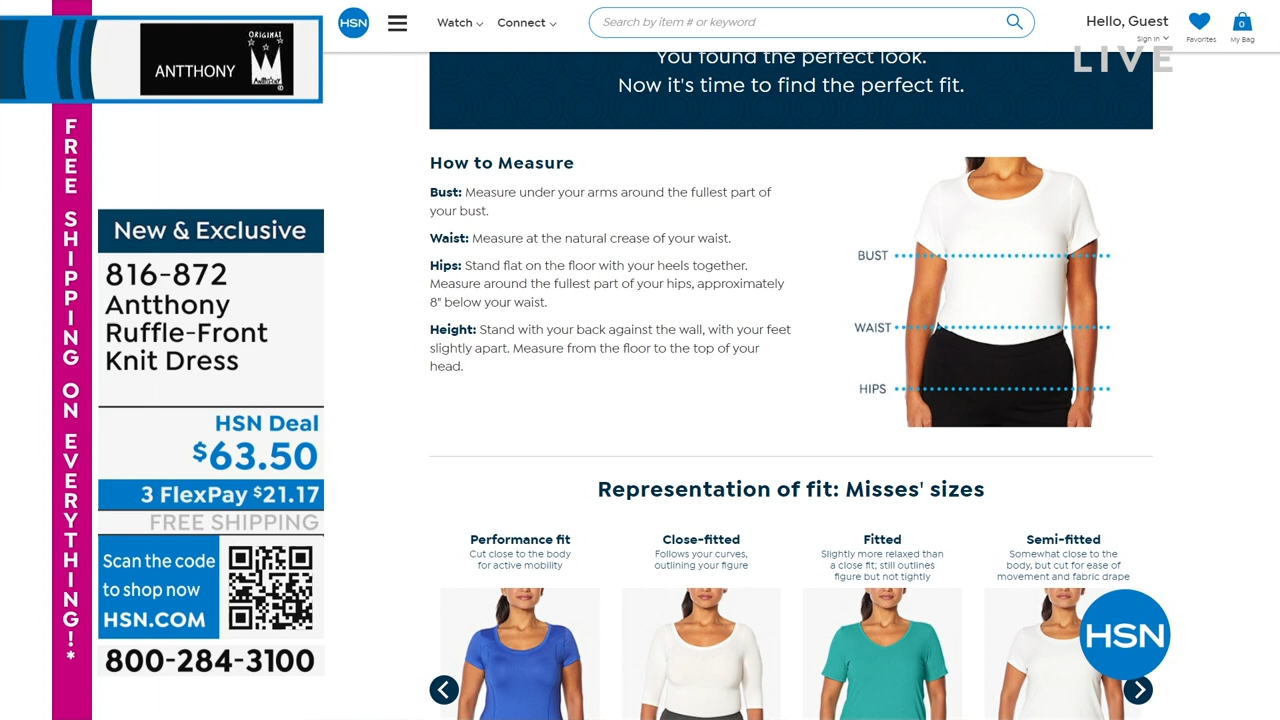 ANTTHONY
ORIGINAL
FREE SHIPPING ON EVERYTHING!*
New & Exclusive
816-872
Antthony
Ruffle-Front
Knit Dress
HSN Deal
$63.50
3 FlexPay $21.17
FREE SHIPPING
Scan the code
to shop now
HSN.COM
800-284-3100
HSN
Watch
Connect
Search by item # or keyword
Hello, Guest
Sign In
Favorites
0
My Bag
LIVE
You found the perfect look.
Now it's time to find the perfect fit.
How to Measure
Bust: Measure under your arms around the fullest part of
your bust.
Waist: Measure at the natural crease of your waist.
Hips: Stand flat on the floor with your heels together.
Measure around the fullest part of your hips, approximately
8" below your waist.
Height: Stand with your back against the wall, with your feet
slightly apart. Measure from the floor to the top of your
head.
BUST
WAIST
HIPS
Representation of fit: Misses' sizes
Performance fit
Cut close to the body
for active mobility
Close-fitted
Follows your curves,
outlining your figure
Fitted
Slightly more relaxed than
a close fit; still outlines
figure but not tightly
Semi-fitted
Somewhat close to the
body, but cut for ease of
movement and fabric drape
HSN